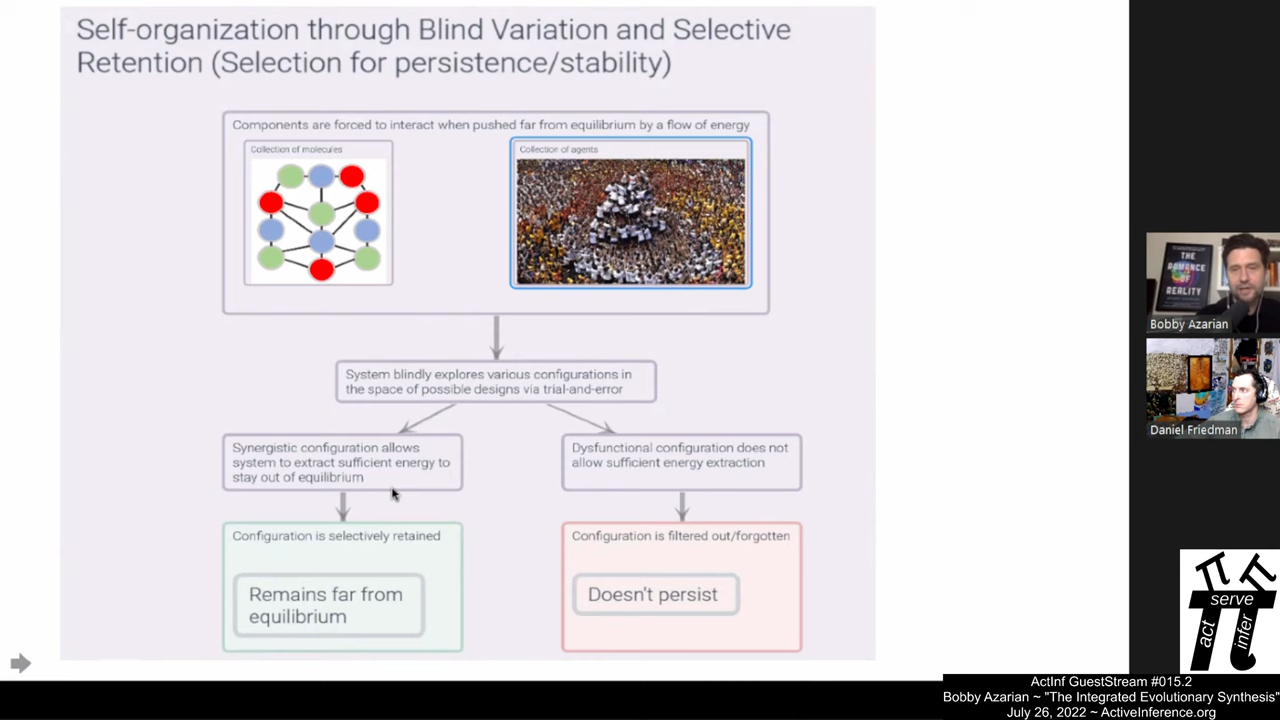 Self-organization through Blind Variation and Selective
Retention (Selection for persistence/stability)
Components are forced to interact when pushed far from equilibrium by a flow of energy
Collection of molecules
Collection of agents
System blindly explores various configurations in
the space of possible designs via trial-and-error
Synergistic configuration allows
system to extract sufficient energy to
stay out of equilibrium
Dysfunctional configuration does not
allow sufficient energy extraction
Configuration is selectively retained
Remains far from
equilibrium
Configuration is filtered out/forgotten
Doesn't persist
THE
ROMANCE
OF
REALITY
Bobby Azarian
Daniel Friedman
serve
act
infer
ActInf GuestStream #015.2
Bobby Azarian ~ "The Integrated Evolutionary Synthesis"
July 26, 2022 ~ ActiveInference.org